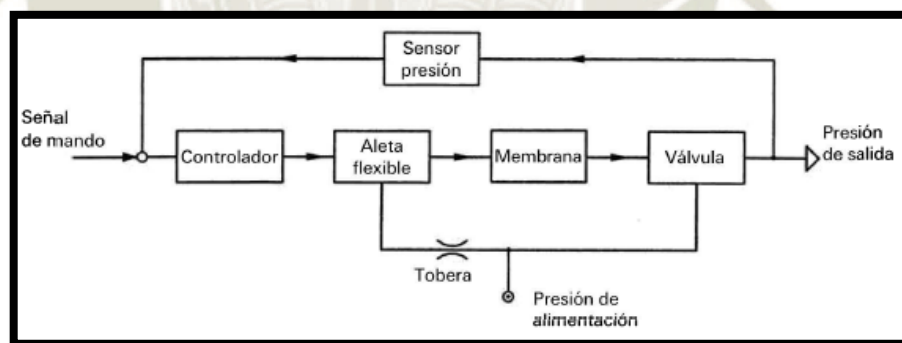 Sensor
presión
Señal
de mando
Controlador
Aleta
flexible
Membrana
Válvula
Presión
de salida
Tobera
Presión de
alimentación